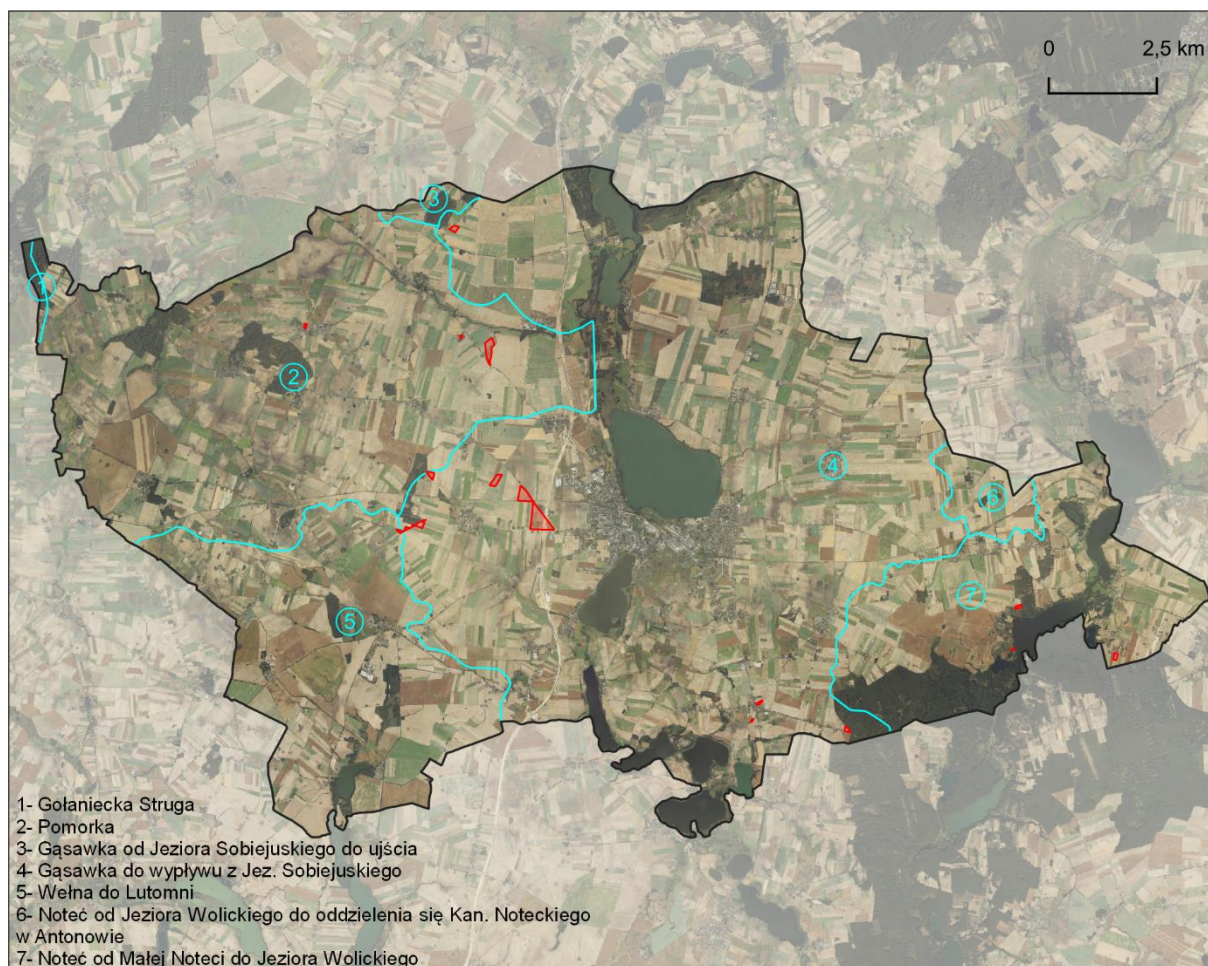 0 2,5 km
3
1
2
4
6
7
5
1- Gołaniecka Struga
2- Pomorka
3- Gąsawka od Jeziora Sobiejuskiego do ujścia
4- Gąsawka do wypływu z Jez. Sobiejuskiego
5- Wełna do Lutomni
6- Noteć od Jeziora Wolickiego do oddzielenia się Kan. Noteckiego
w Antonowie
7- Noteć od Małej Noteci do Jeziora Wolickiego